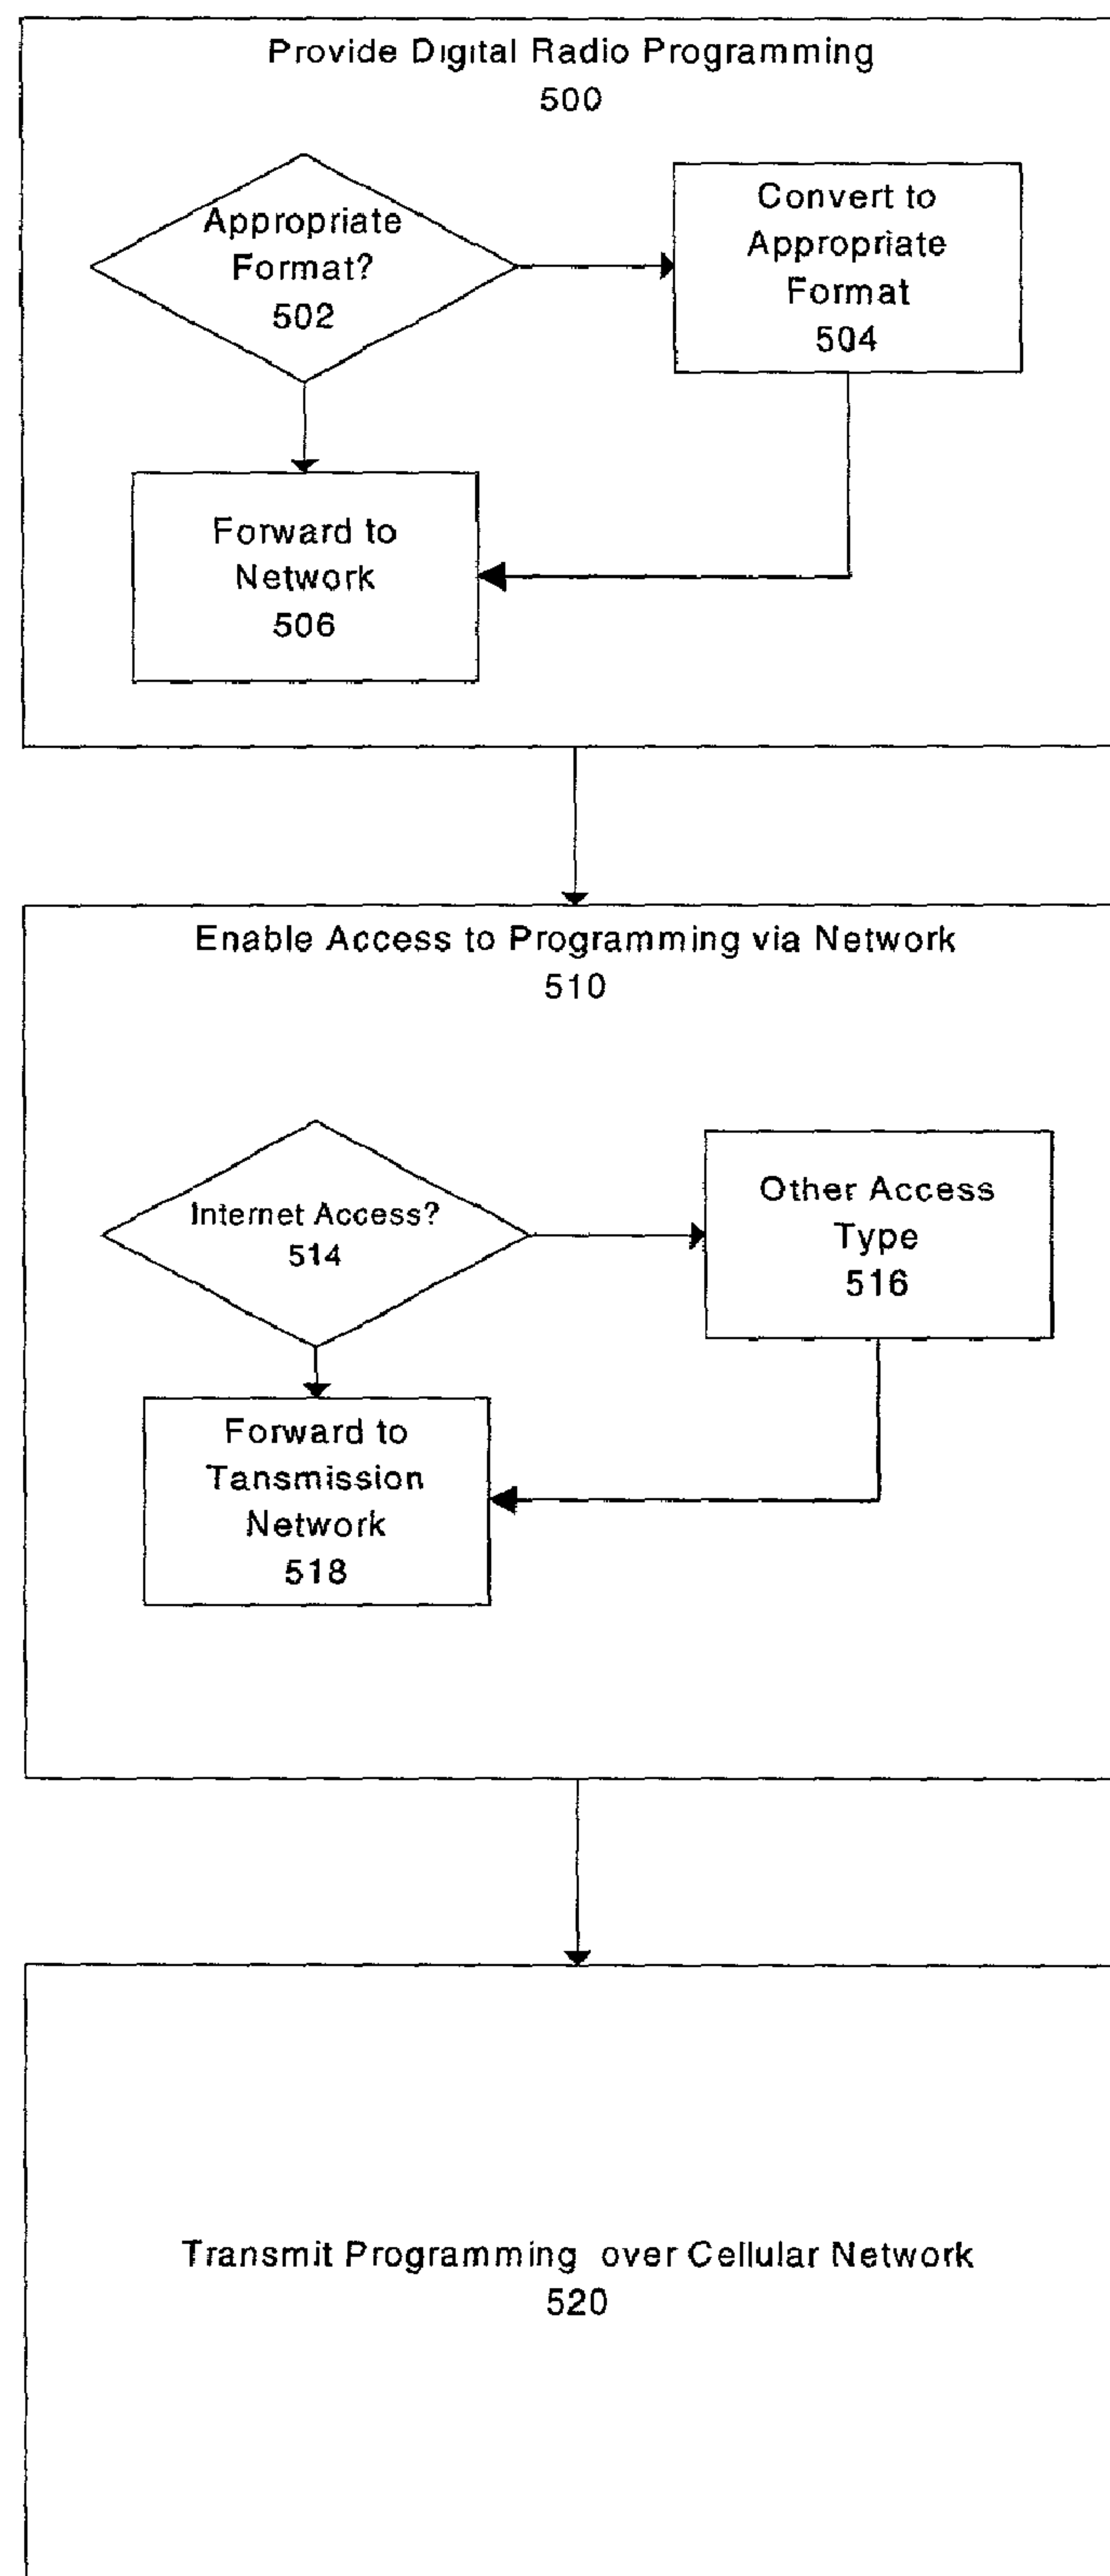 Provide Digital Radio Programming
500
Appropriate
Format?
502
Convert to
Appropriate
Format
504
Forward to
Network
506
Enable Access to Programming via Network
510
Internet Access?
514
Other Access
Type
516
Forward to
Tansmission
Network
518
Transmit Programming over Cellular Network
520